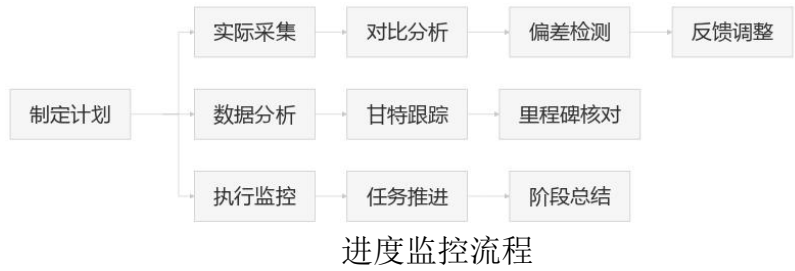 实际采集 对比分析 偏差检测 反馈调整
制定计划 数据分析 甘特跟踪 里程碑核对
执行监控 任务推进 阶段总结
进度监控流程